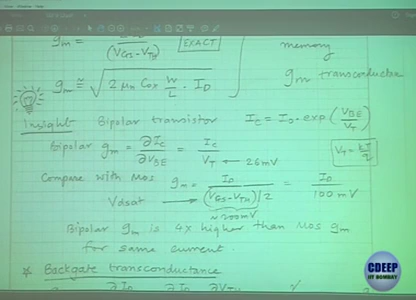 gm =
(VGS - VTH)
EXACT
memory
gm ≅ √(2 μn Cox W/L · ID)
gm transconductan
Insight Bipolar transistor IC = IO · exp(VBE/VT)
Bipolar gm = ∂IC/∂VBE = IC/VT ← 26mV
VT = kT/q
Compare with MOS gm = ID/((VGS - VTH)/2) = ID/100mV
Vdsat → ≈ 200mV
Bipolar gm is 4x higher than MOS gm
for same current.
* Backgate transconductance
CDEEP
IIT BOMBAY